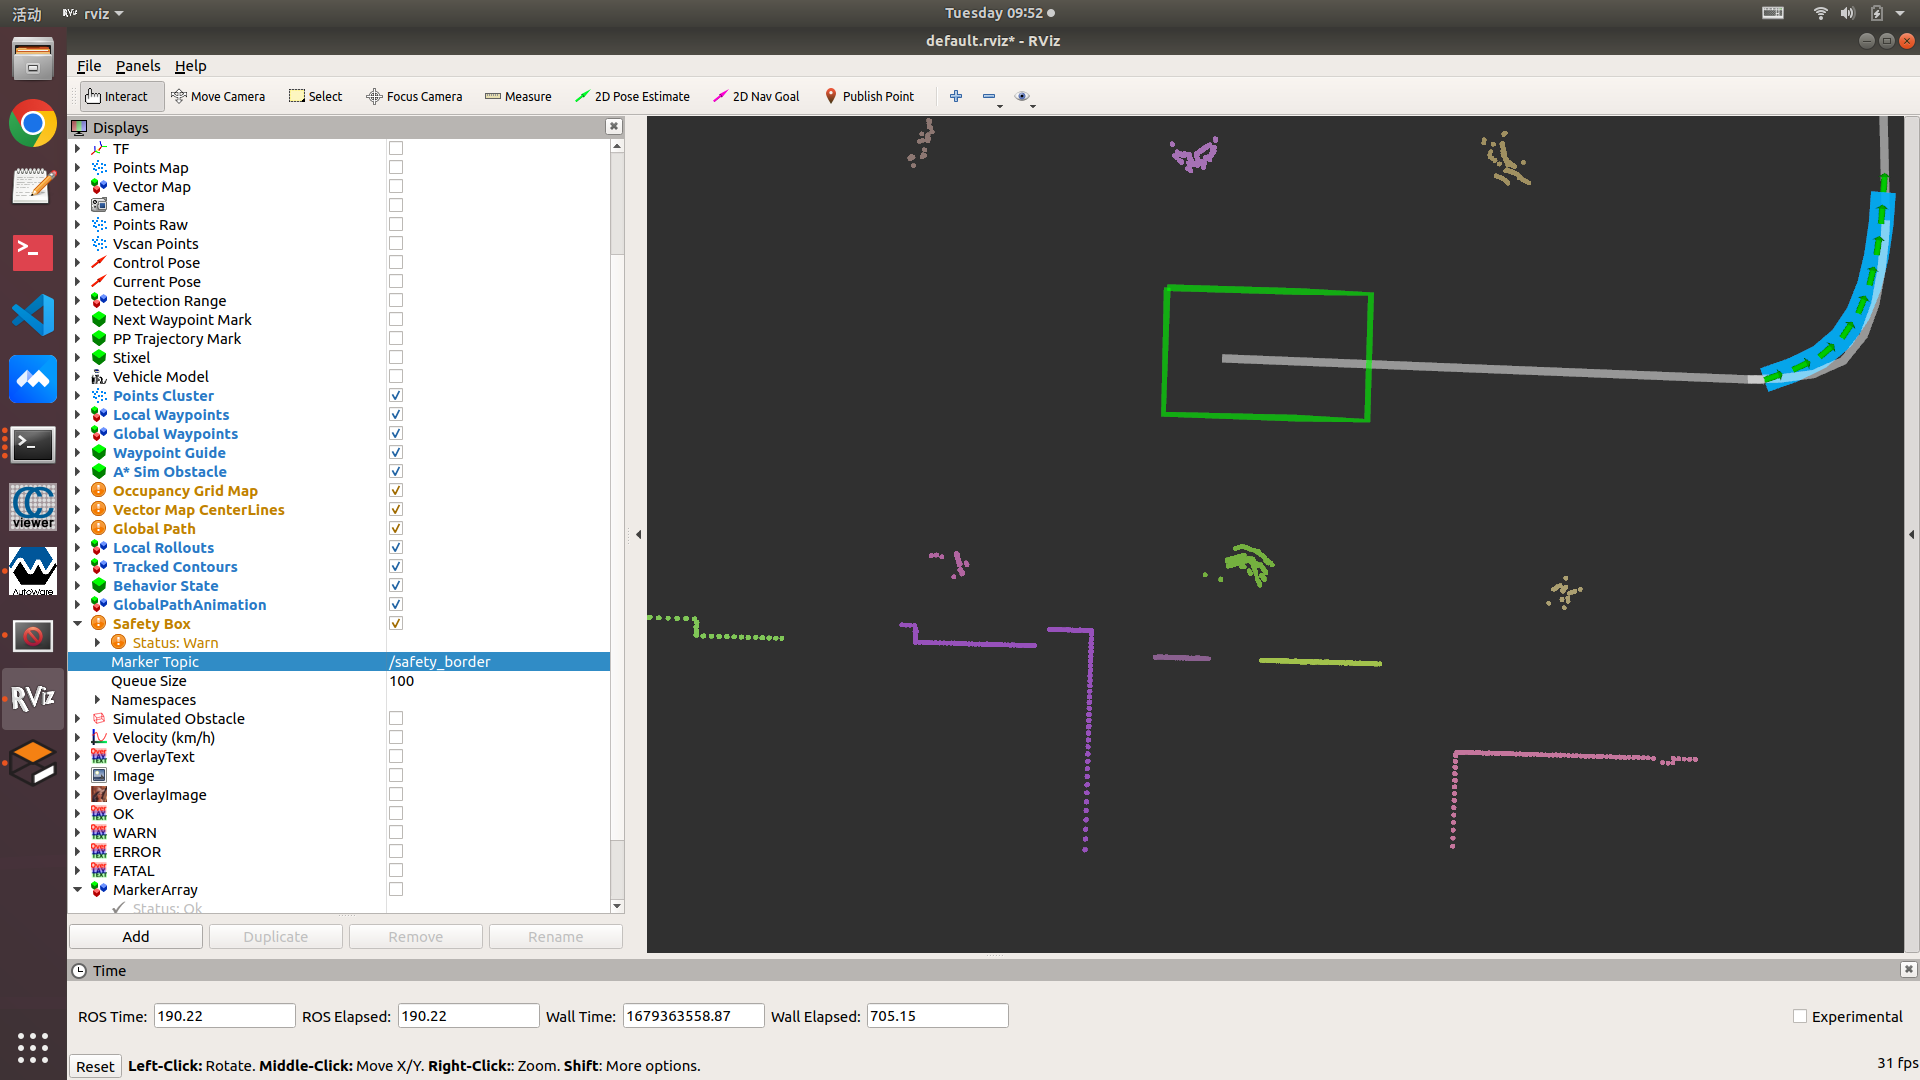 活动
RViz rviz
Tuesday 09:52
default.rviz* - RViz
File Panels Help
Interact Move Camera Select Focus Camera Measure 2D Pose Estimate 2D Nav Goal Publish Point
Displays
TF
Points Map
Vector Map
Camera
Points Raw
Vscan Points
Control Pose
Current Pose
Detection Range
Next Waypoint Mark
PP Trajectory Mark
Stixel
Vehicle Model
Points Cluster
Local Waypoints
Global Waypoints
Waypoint Guide
A* Sim Obstacle
Occupancy Grid Map
Vector Map CenterLines
Global Path
Local Rollouts
Tracked Contours
Behavior State
GlobalPathAnimation
Safety Box
Status: Warn
Marker Topic /safety_border
Queue Size 100
Namespaces
Simulated Obstacle
Velocity (km/h)
OverlayText
Image
OverlayImage
OK
WARN
ERROR
FATAL
MarkerArray
Status: Ok
Add Duplicate Remove Rename
CC
viewer
AutoWare
RViz
Time
ROS Time: 190.22 ROS Elapsed: 190.22 Wall Time: 1679363558.87 Wall Elapsed: 705.15 Experimental
Reset Left-Click: Rotate. Middle-Click: Move X/Y. Right-Click:: Zoom. Shift: More options. 31 fps